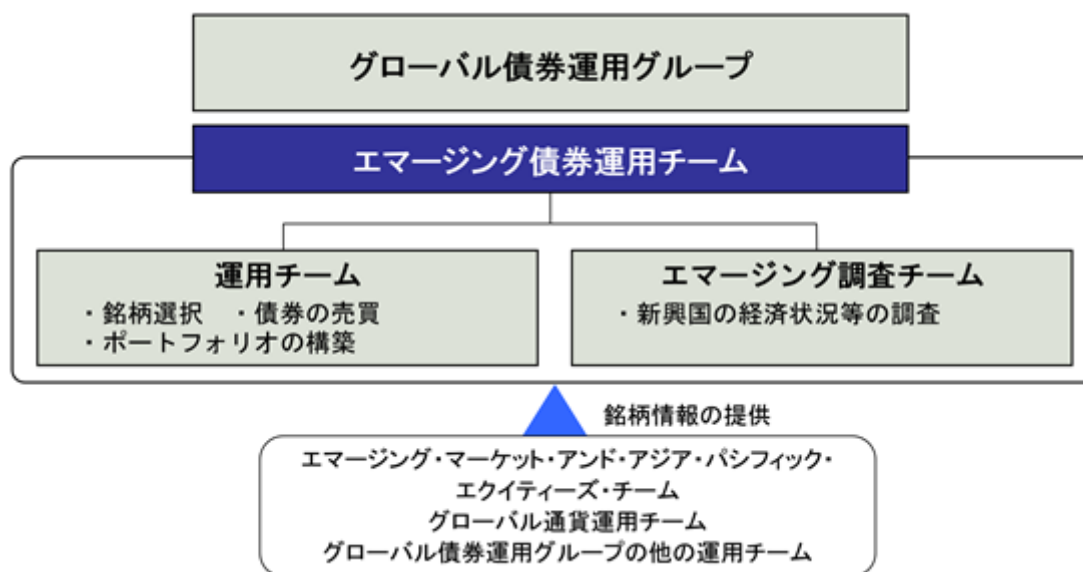 グローバル債券運用グループ
エマージング債券運用チーム
運用チーム
・銘柄選択　・債券の売買
・ポートフォリオの構築
エマージング調査チーム
・新興国の経済状況等の調査
銘柄情報の提供
エマージング・マーケット・アンド・アジア・パシフィック・
エクイティーズ・チーム
グローバル通貨運用チーム
グローバル債券運用グループの他の運用チーム